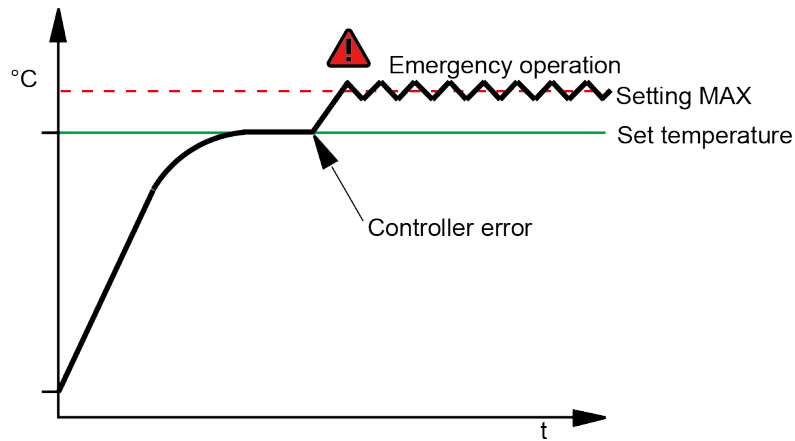 Emergency operation
°C
Setting MAX
Set temperature
Controller error
t